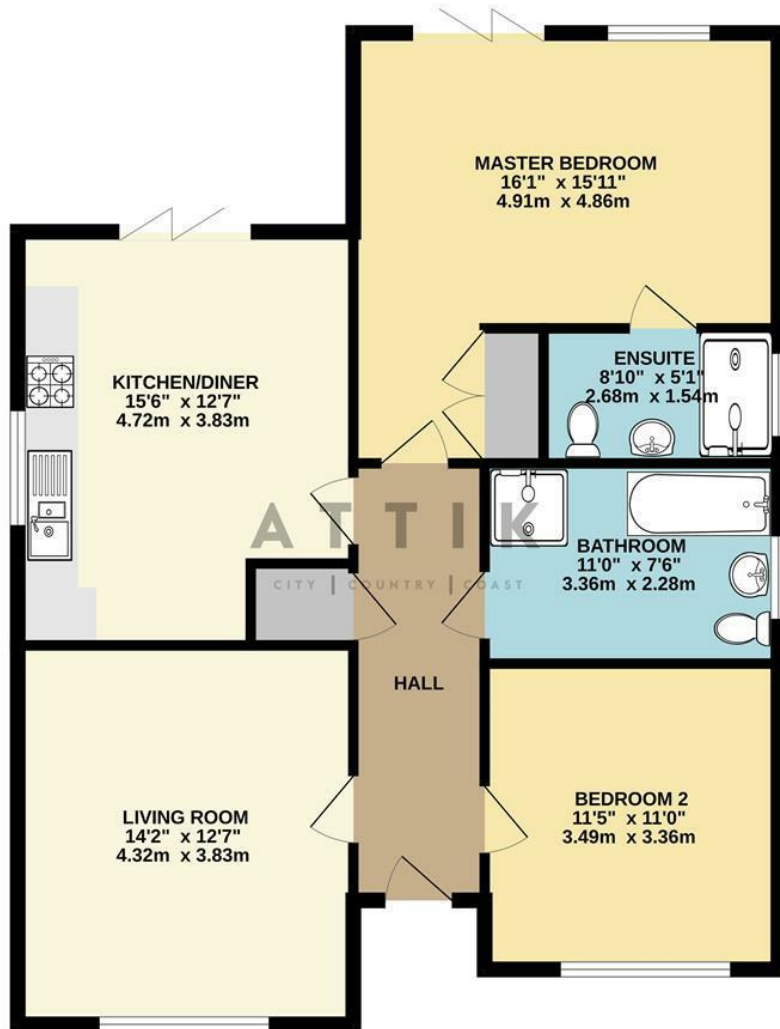 MASTER BEDROOM
16'1" x 15'11"
4.91m x 4.86m
KITCHEN/DINER
15'6" x 12'7"
4.72m x 3.83m
ENSUITE
8'10" x 5'1"
2.68m x 1.54m
ATTIK
CITY | COUNTRY | COAST
BATHROOM
11'0" x 7'6"
3.36m x 2.28m
HALL
LIVING ROOM
14'2" x 12'7"
4.32m x 3.83m
BEDROOM 2
11'5" x 11'0"
3.49m x 3.36m